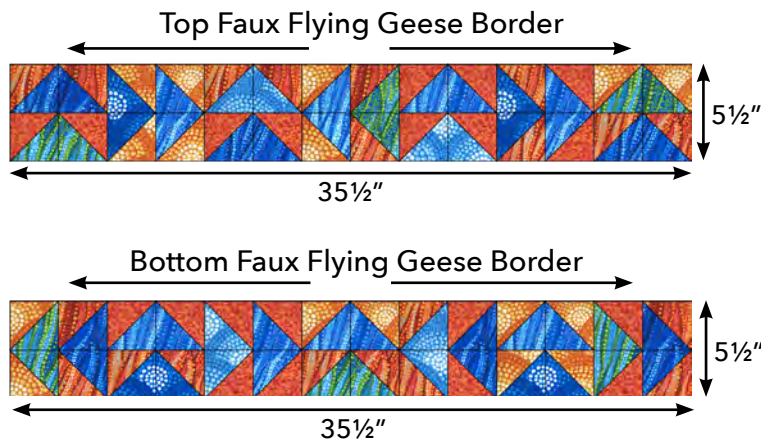 Top Faux Flying Geese Border
5½”
35½”
Bottom Faux Flying Geese Border
5½”
35½”